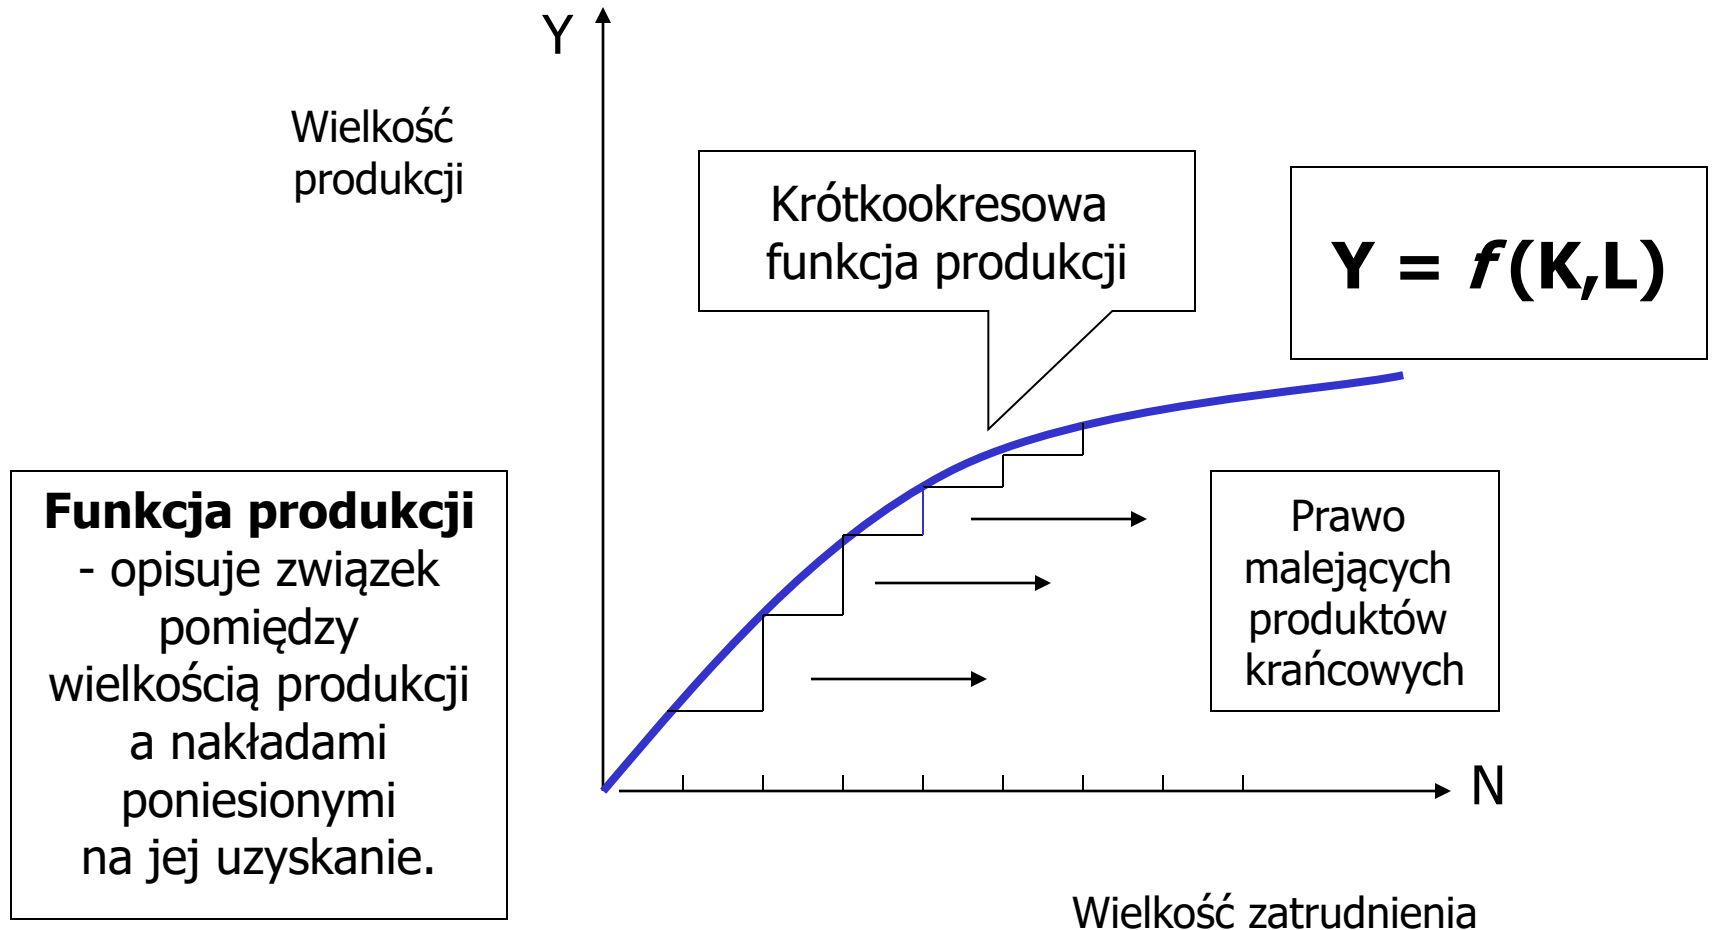 Y
Wielkość
produkcji
Krótkookresowa
funkcja produkcji
Y = f (K,L)
Funkcja produkcji
- opisuje związek
pomiędzy
wielkością produkcji
a nakładami
poniesionymi
na jej uzyskanie.
Prawo
malejących
produktów
krańcowych
N
Wielkość zatrudnienia